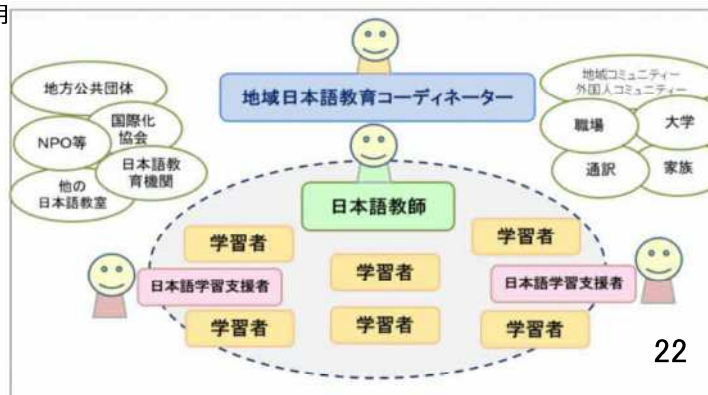 月
地方公共団体
国際化
協会
NPO等
日本語教
育機関
他の
日本語教室
地域日本語教育コーディネーター
地域コミュニティー
外国人コミュニティー
職場
大学
通訳
家族
日本語教師
学習者
学習者
学習者
日本語学習支援者
日本語学習支援者
学習者
学習者
学習者
22